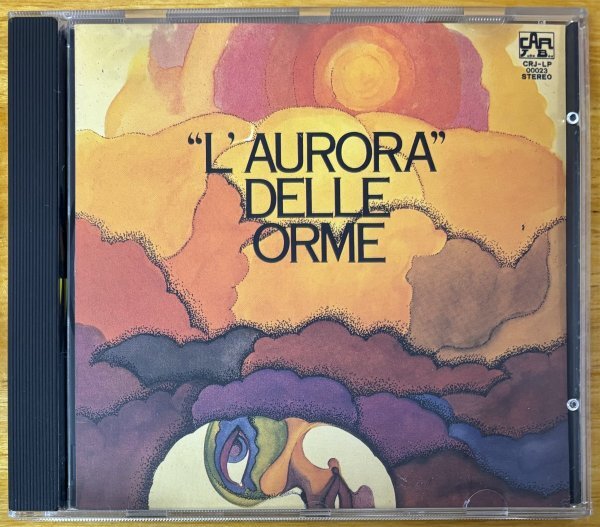 CAR
J. B.
CRJ-LP
00023
STEREO
"L'AURORA"
DELLE
ORME